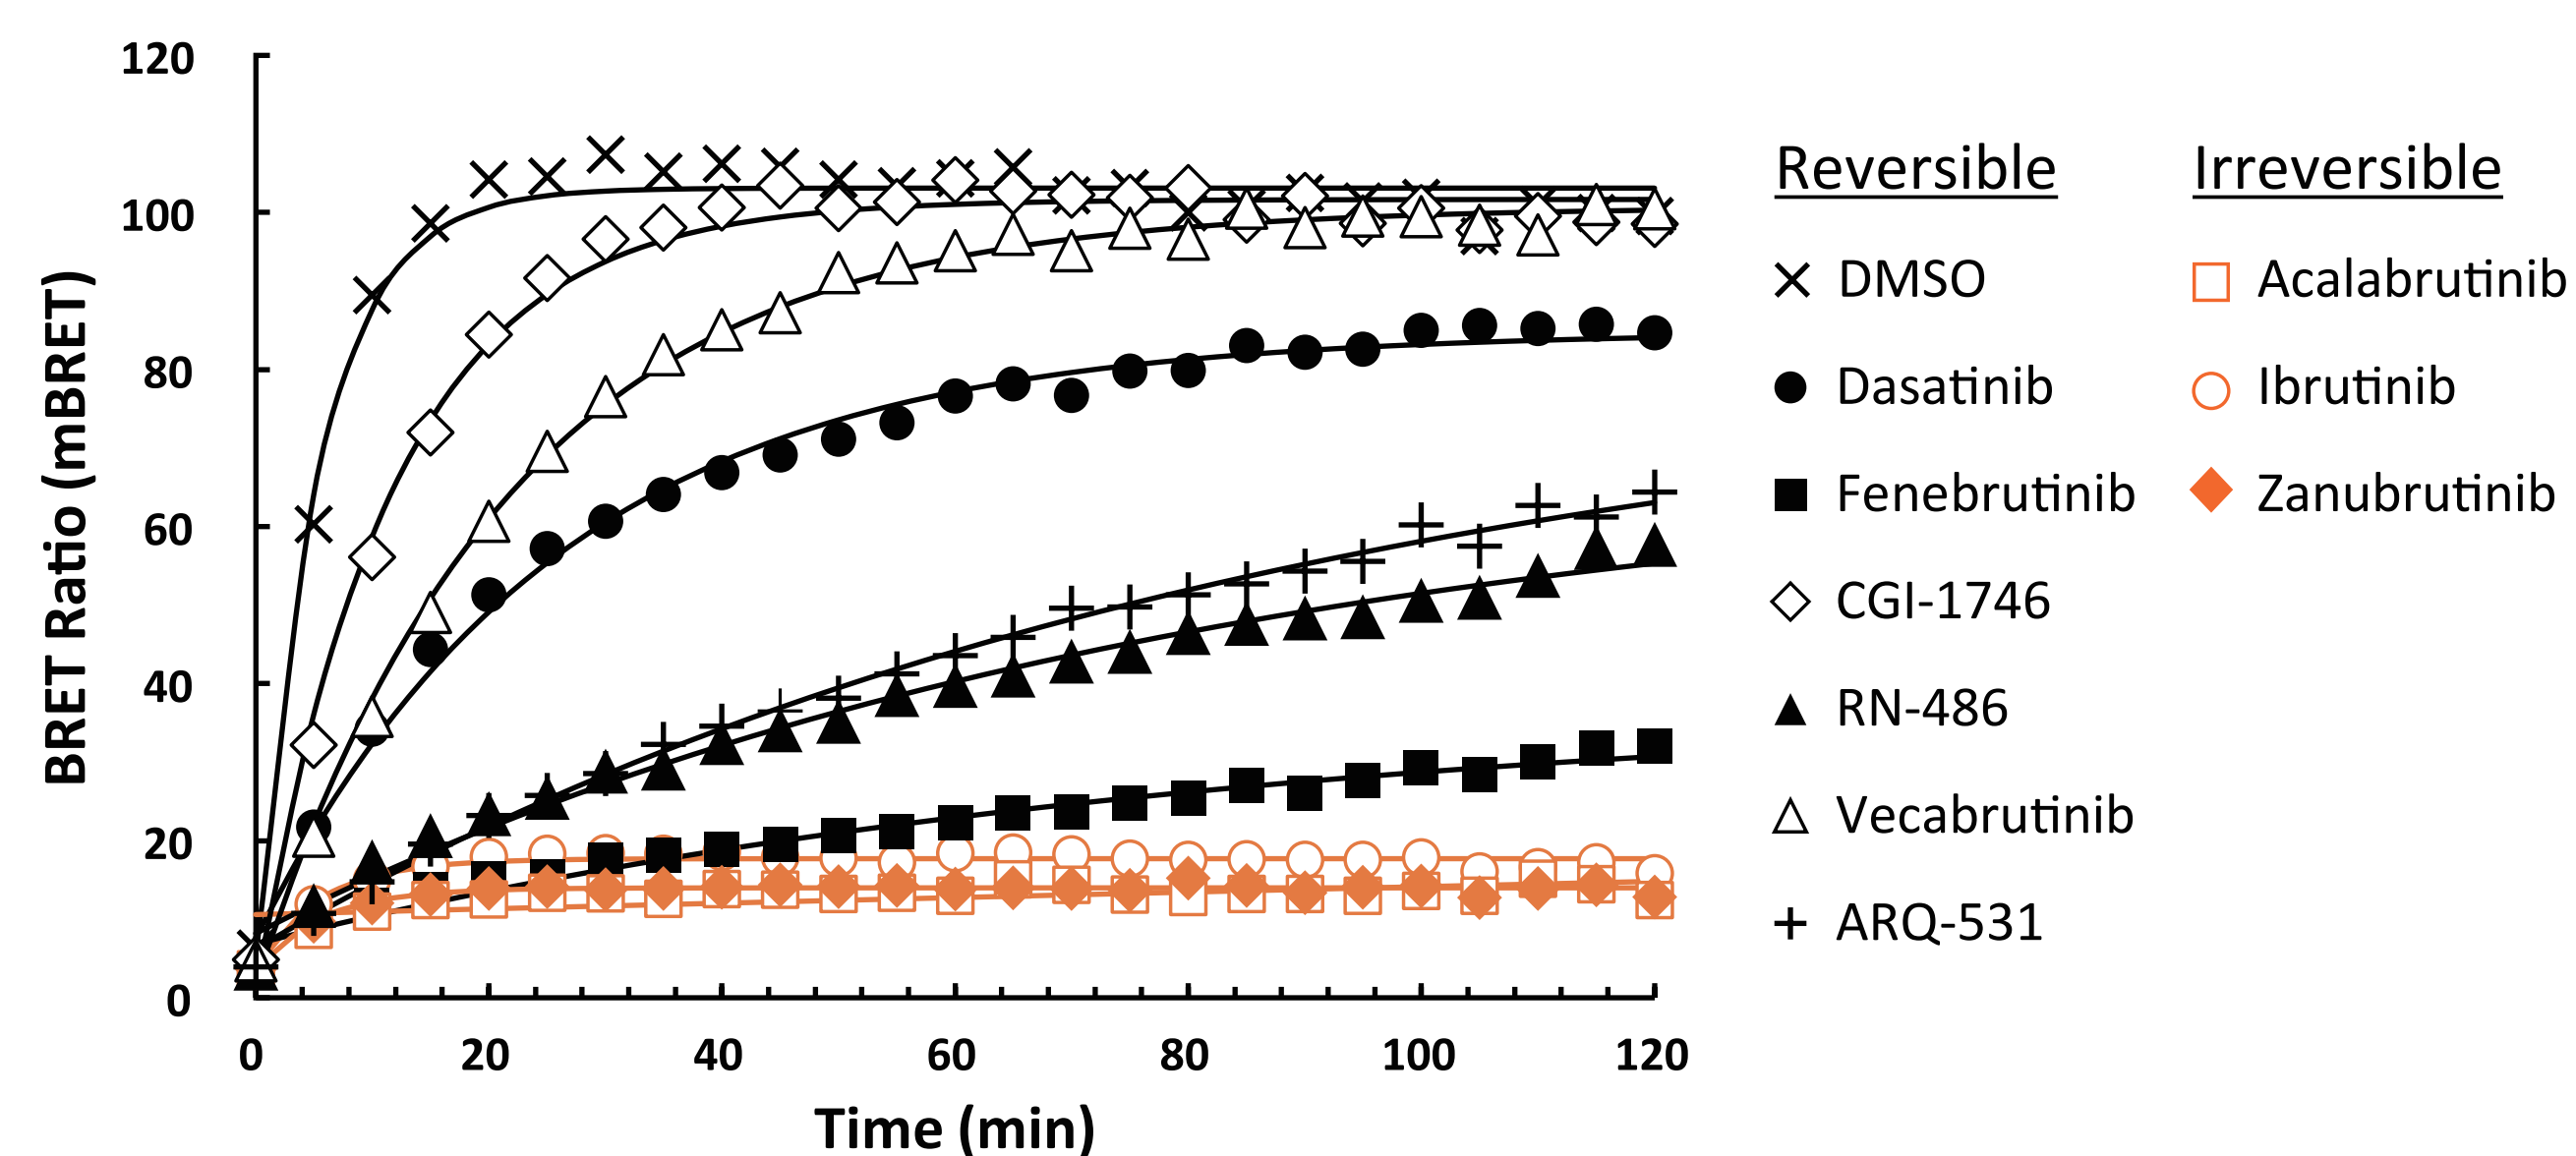 120
100
80
60
40
20
0
BRET Ratio (mBRET)
0 20 40 60 80 100 120
Time (min)
Reversible
DMSO
Dasatinib
Fenebrutinib
CGI-1746
RN-486
Vecabrutinib
ARQ-531
Irreversible
Acalabrutinib
Ibrutinib
Zanubrutinib